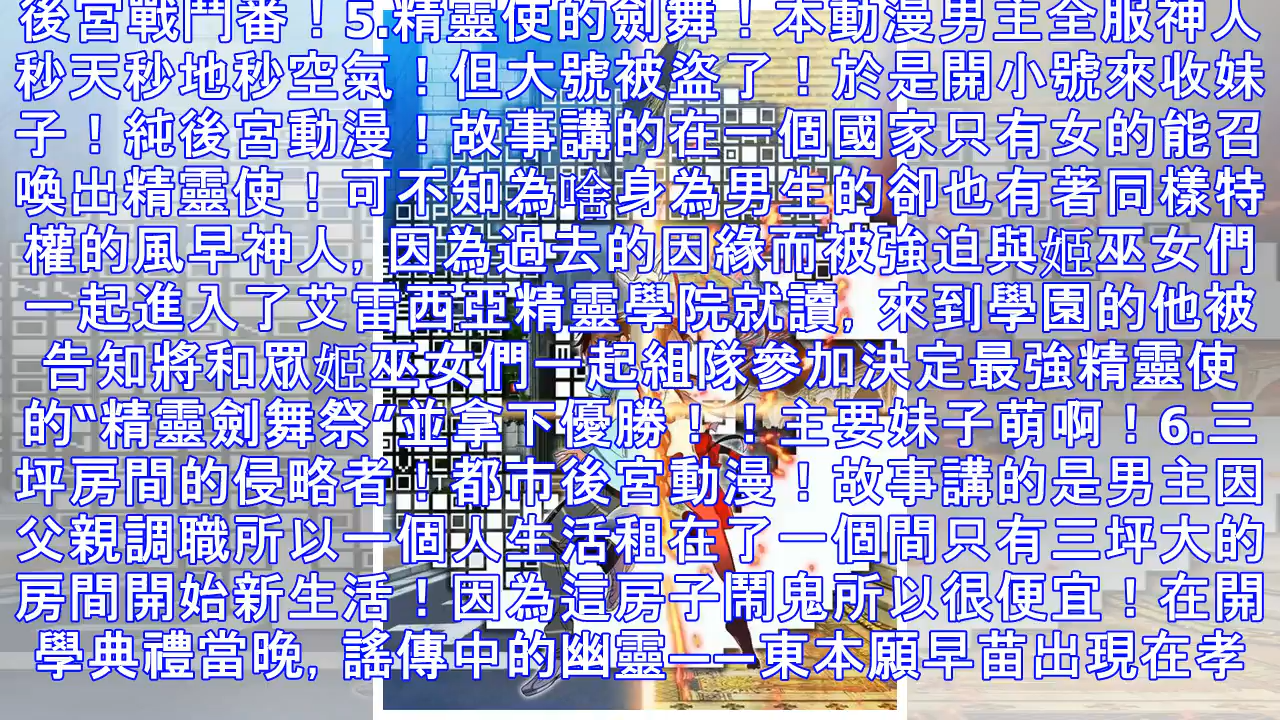 後宮戰鬥番！5.精靈使的劍舞！本動漫男主全服神人
秒天秒地秒空氣！但大號被盜了！於是開小號來收妹
子！純後宮動漫！故事講的在一個國家只有女的能召
喚出精靈使！可不知為啥身為男生的卻也有著同樣特
權的風早神人, 因為過去的因緣而被強迫與姬巫女們
一起進入了艾雷西亞精靈學院就讀, 來到學園的他被
告知將和眾姬巫女們一起組隊參加決定最強精靈使
的“精靈劍舞祭”並拿下優勝！！主要妹子萌啊！6.三
坪房間的侵略者！都市後宮動漫！故事講的是男主因
父親調職所以一個人生活租在了一個間只有三坪大的
房間開始新生活！因為這房子鬧鬼所以很便宜！在開
學典禮當晚, 謠傳中的幽靈——東本願早苗出現在孝